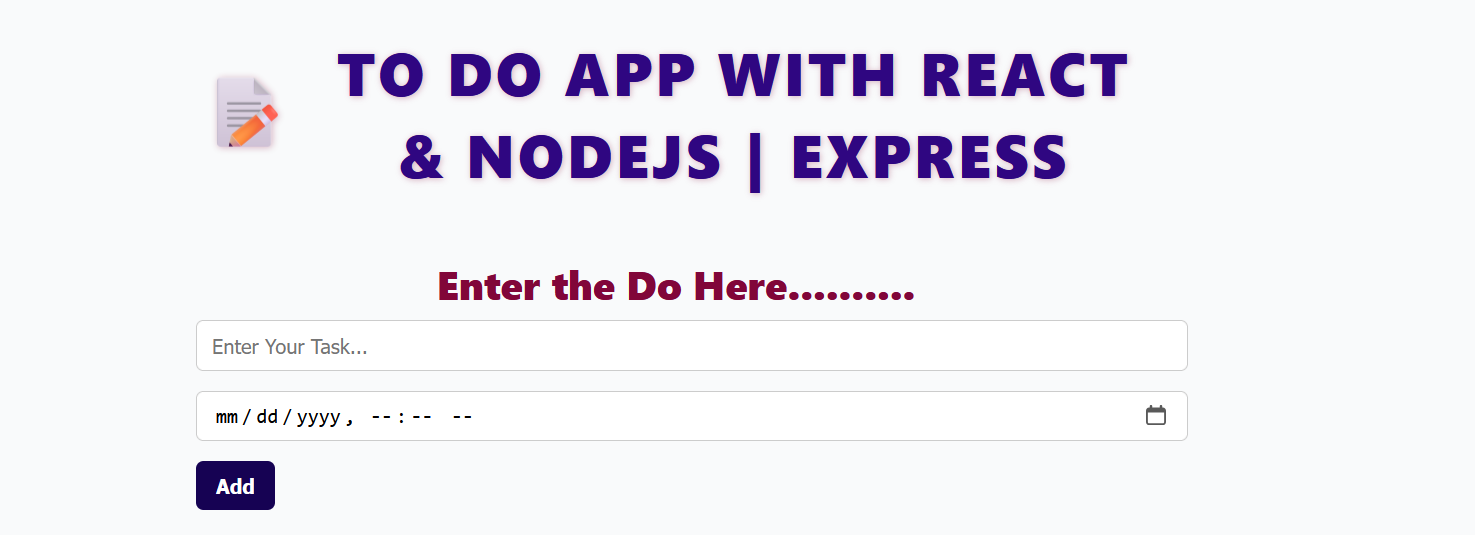 TO DO APP WITH REACT
& NODEJS | EXPRESS
Enter the Do Here..........
Enter Your Task...
mm/dd/yyyy, --:-- --
Add